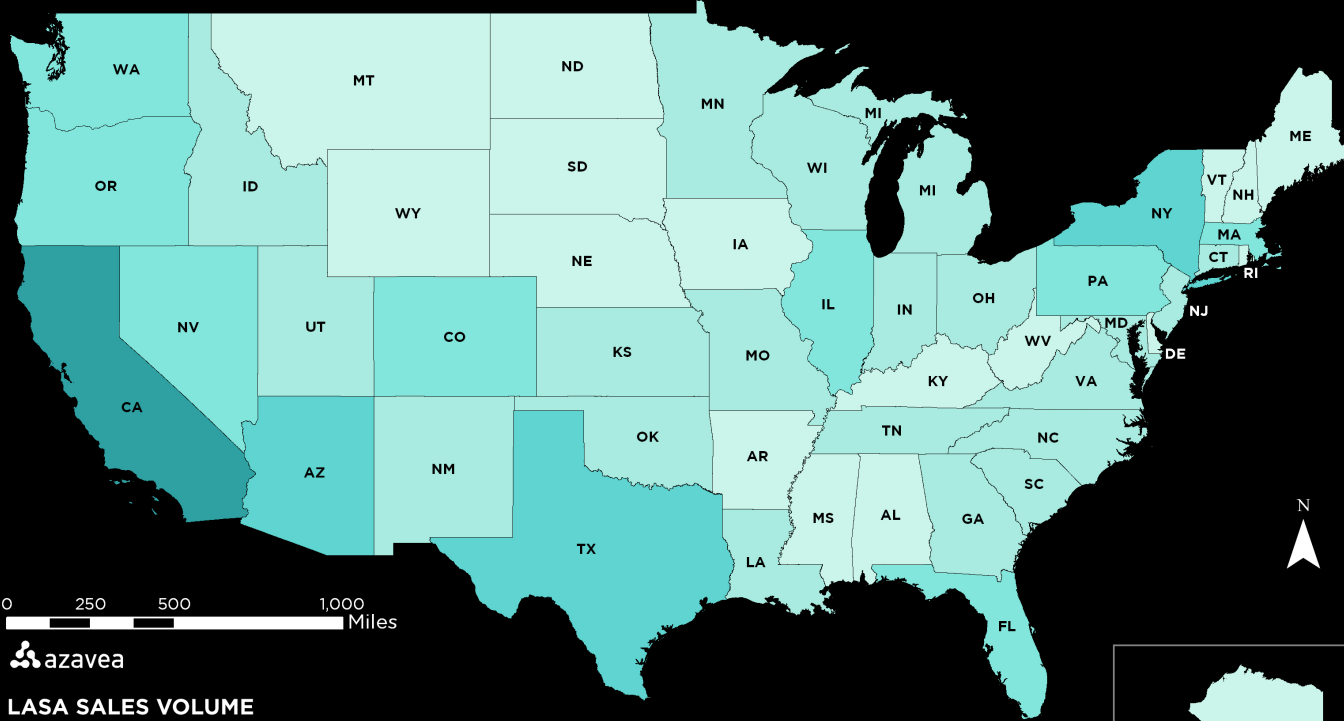 WA
MT
ND
MN
MI
ME
OR
ID
SD
WI
MI
VT
NH
WY
NY
MA
IA
NE
CT
RI
PA
NV
UT
CO
IL
IN
OH
NJ
MD
KS
MO
WV
DE
KY
VA
CA
TN
NC
AZ
NM
OK
AR
SC
MS
AL
GA
TX
LA
N
FL
0 250 500 1,000
Miles
azavea
LASA SALES VOLUME